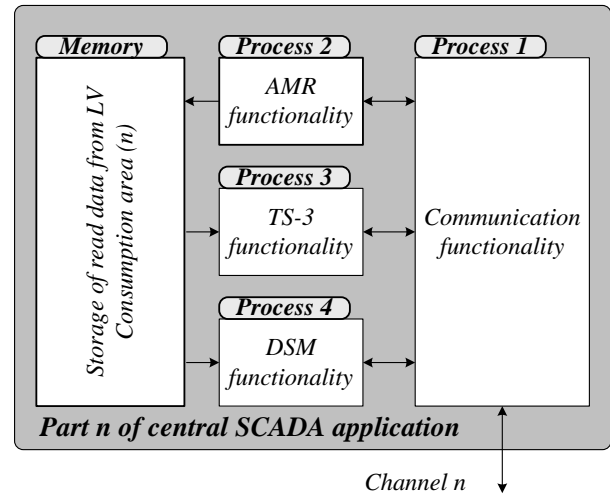 Memory
Process 2
Process 1
Storage of read data from LV
Consumption area (n)
AMR
functionality
Process 3
TS-3
functionality
Communication
functionality
Process 4
DSM
functionality
Part n of central SCADA application
Channel n